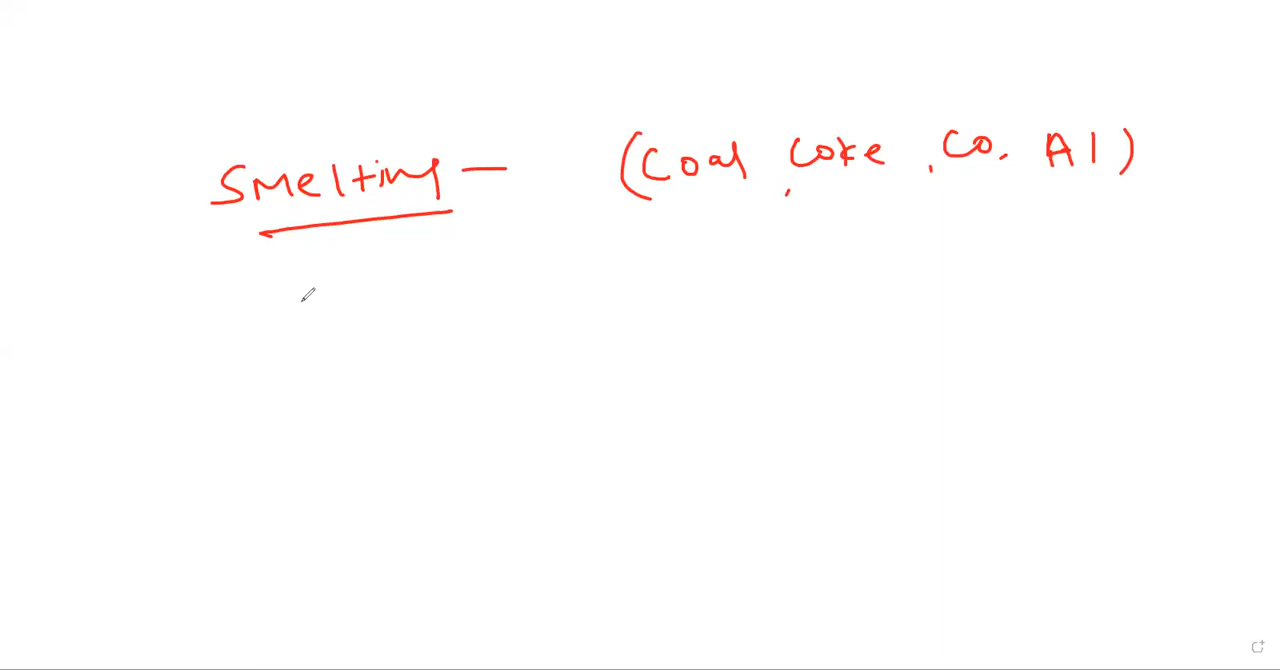 Smelting — (Coal, Coke, CO, Al)